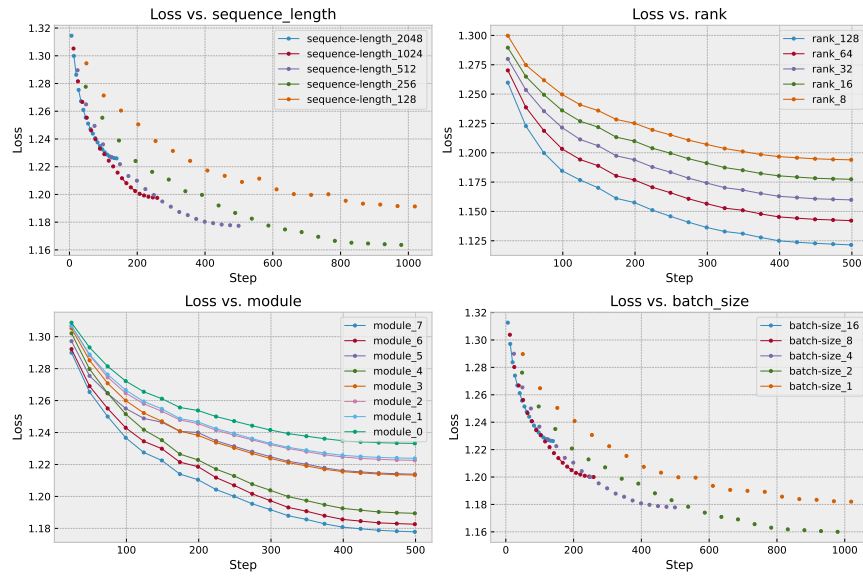 Loss vs. sequence_length
1.32
1.30
1.28
1.26
1.24
1.22
1.20
1.18
1.16
Loss
0
200
400
600
800
1000
Step
sequence-length_2048
sequence-length_1024
sequence-length_512
sequence-length_256
sequence-length_128
Loss vs. rank
1.300
1.275
1.250
1.225
1.200
1.175
1.150
1.125
Loss
100
200
300
400
500
Step
rank_128
rank_64
rank_32
rank_16
rank_8
Loss vs. module
1.30
1.28
1.26
1.24
1.22
1.20
1.18
Loss
100
200
300
400
500
Step
module_7
module_6
module_5
module_4
module_3
module_2
module_1
module_0
Loss vs. batch_size
1.32
1.30
1.28
1.26
1.24
1.22
1.20
1.18
1.16
Loss
0
200
400
600
800
1000
Step
batch-size_16
batch-size_8
batch-size_4
batch-size_2
batch-size_1